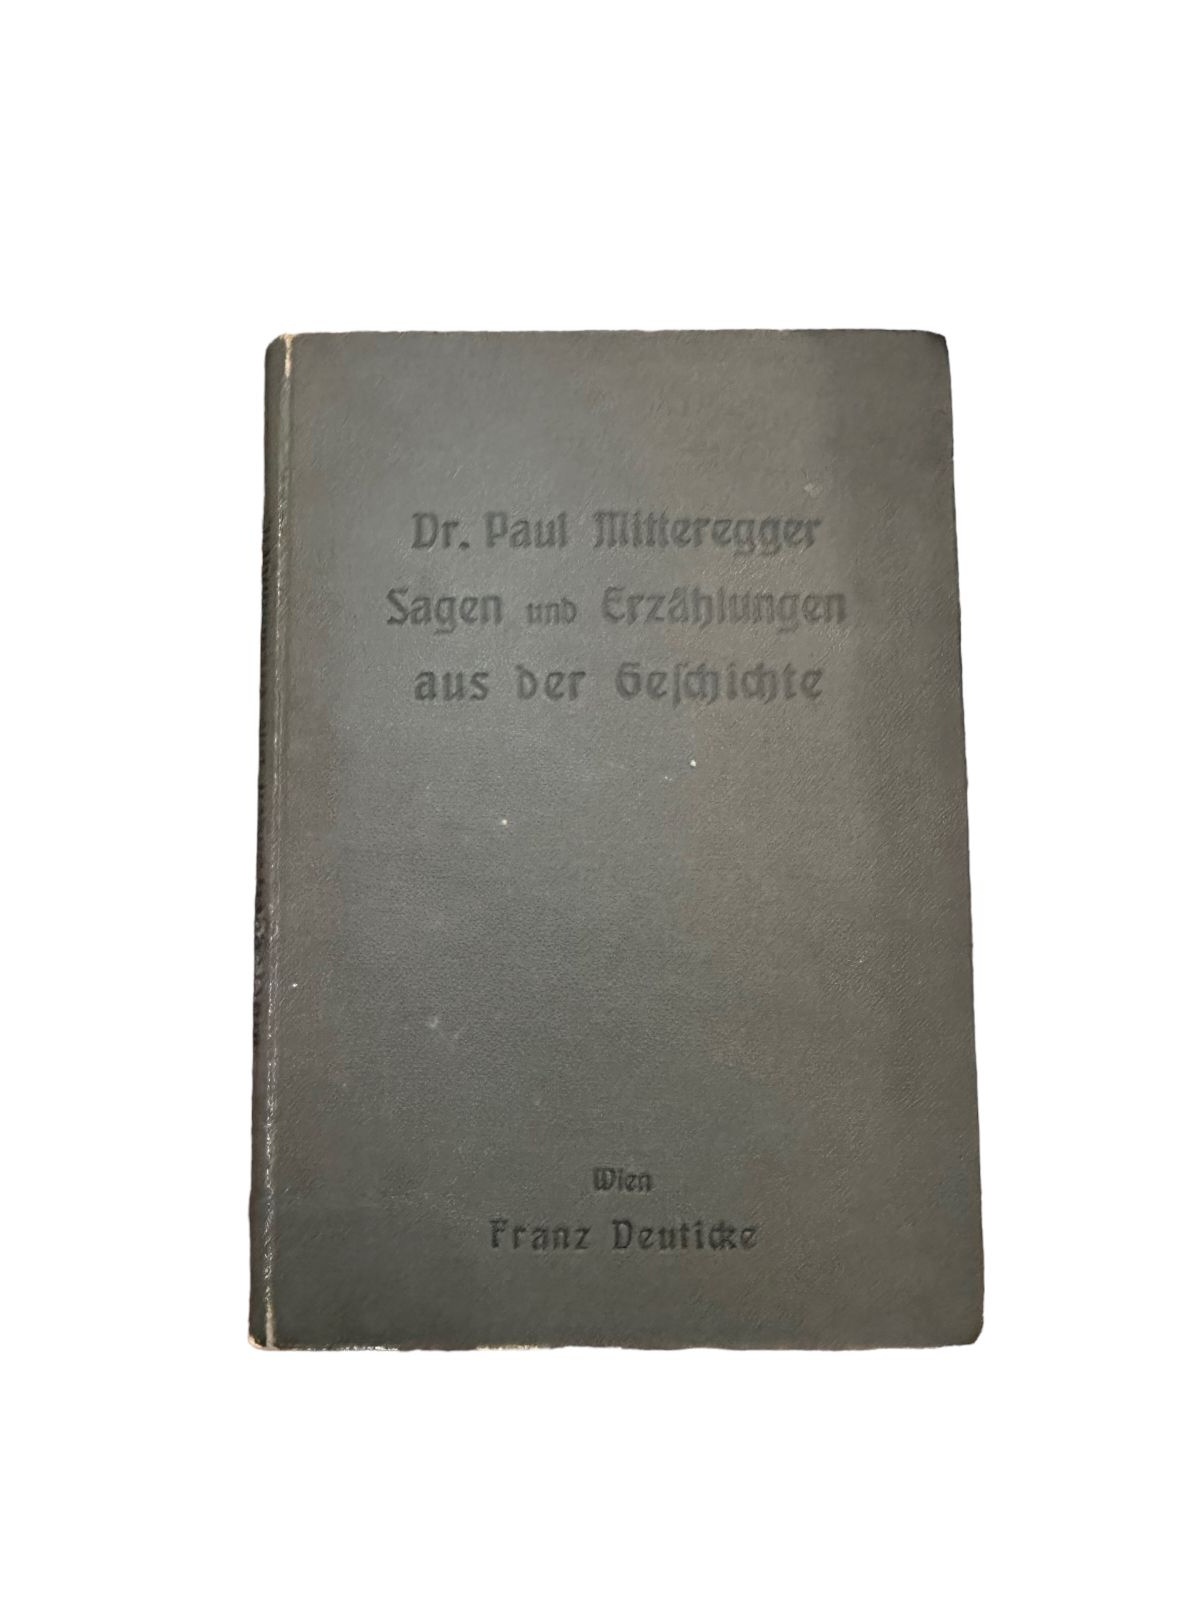 Dr. Paul Mitteregger
Sagen und Erzählungen
aus der Geſchichte
Wien
Franz Deuticke